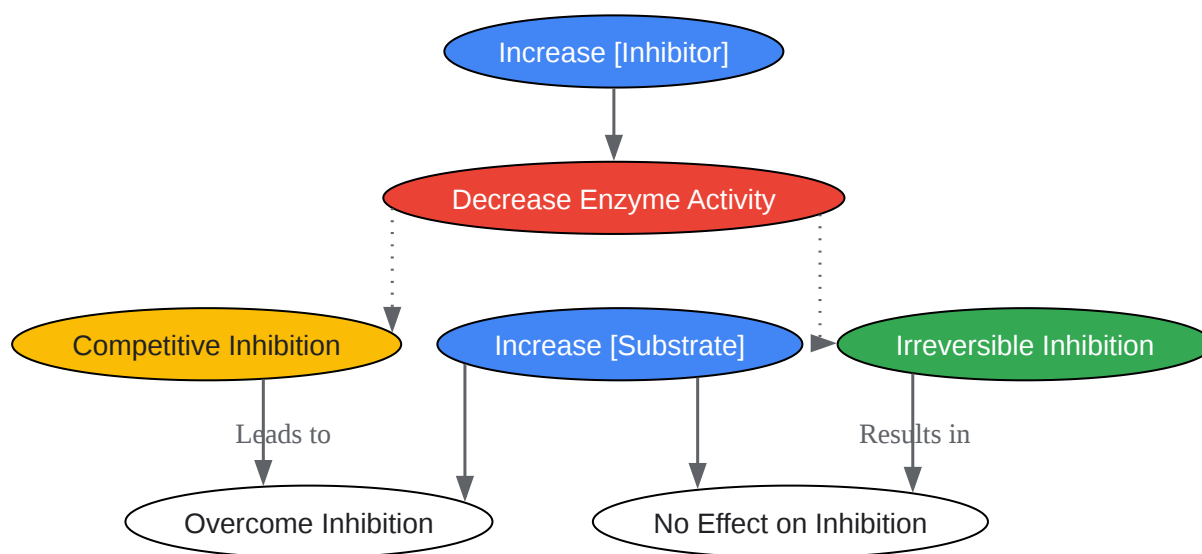 Increase [Inhibitor]
Decrease Enzyme Activity
Competitive Inhibition
Increase [Substrate]
Irreversible Inhibition
Leads to
Results in
Overcome Inhibition
No Effect on Inhibition